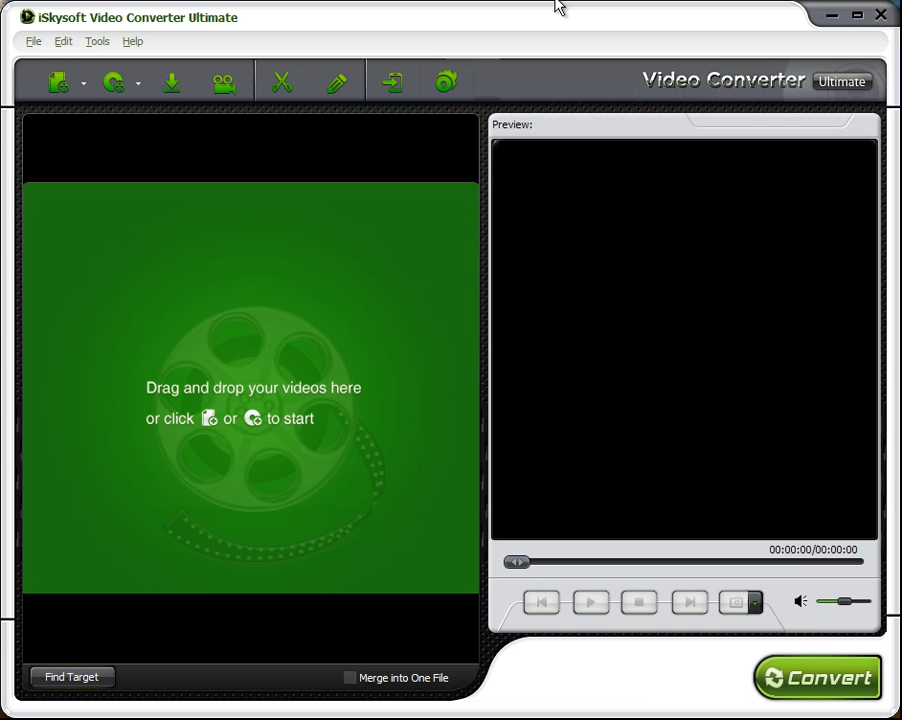 iSkysoft Video Converter Ultimate
File Edit Tools Help
Video Converter Ultimate
Preview:
Drag and drop your videos here
or click or to start
00:00:00/00:00:00
Find Target
Merge into One File
Convert